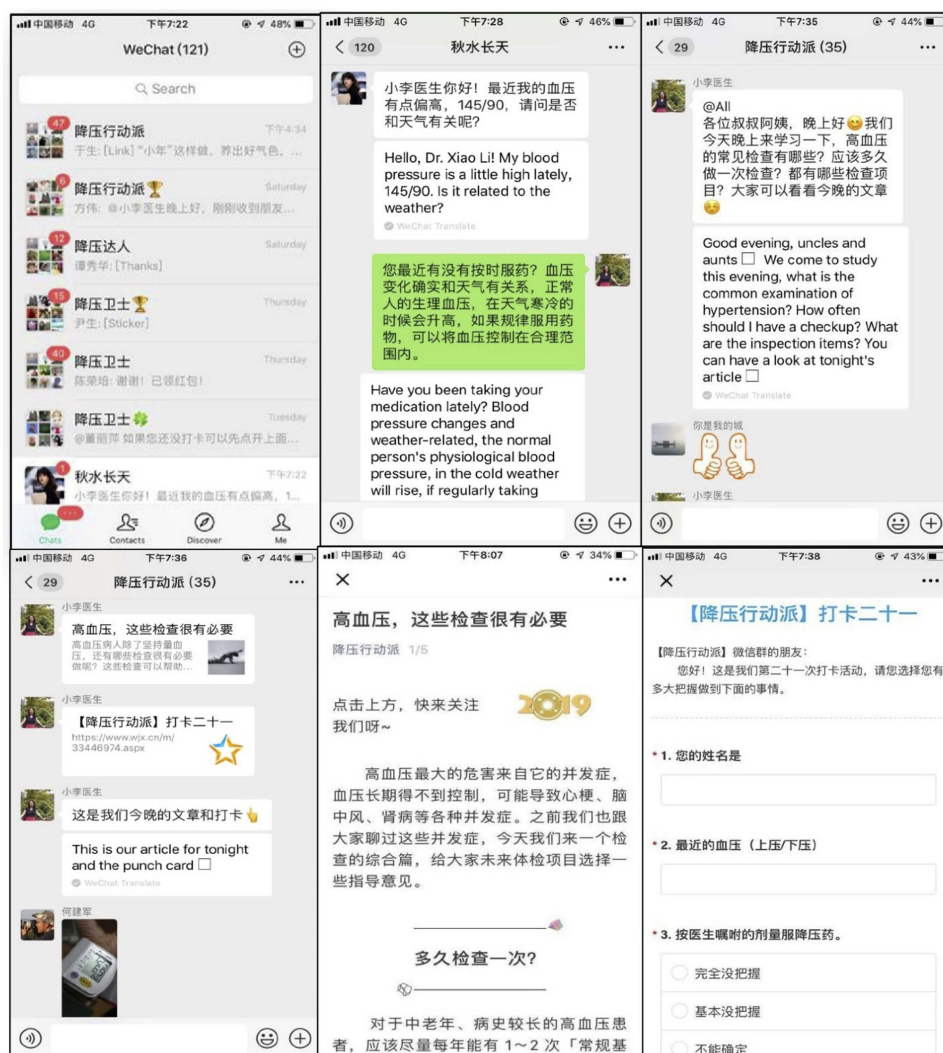 中国移动 4G 下午7:22 48%
WeChat (121)
Search
47
降压行动派 下午4:34
于生: [Link] “小年”这样做，养出好气色，...
6
降压行动派 Saturday
方伟: @小李医生晚上好，刚刚收到朋友...
12
降压达人 Saturday
谭秀华: [Thanks]
15
降压卫士 Thursday
尹生: [Sticker]
40
降压卫士 Thursday
陈荣培: 谢谢！已领红包！
降压卫士 Tuesday
@董丽萍 如果您还没打卡可以先点开上面...
1
秋水长天 下午7:22
小李医生你好！最近我的血压有点偏高，1...
Chats Contacts Discover Me
中国移动 4G 下午7:28 46%
120 秋水长天
小李医生你好！最近我的血压
有点偏高，145/90，请问是否
和天气有关呢？
Hello, Dr. Xiao Li! My blood
pressure is a little high lately,
145/90. Is it related to the
weather?
WeChat Translate
您最近有没有按时服药？血压
变化确实和天气有关系，正常
人的生理血压，在天气寒冷的
时候会升高，如果规律服用药
物，可以将血压控制在合理范
围内。
Have you been taking your
medication lately? Blood
pressure changes and
weather-related, the normal
person's physiological blood
pressure, in the cold weather
will rise, if regularly taking
中国移动 4G 下午7:35 44%
29 降压行动派 (35)
小李医生
@All
各位叔叔阿姨，晚上好😊我们
今天晚上来学习一下，高血压
的常见检查有哪些？应该多久
做一次检查？都有哪些检查项
目？大家可以看看今晚的文章
☺️
Good evening, uncles and
aunts □ We come to study
this evening, what is the
common examination of
hypertension? How often
should I have a checkup? What
are the inspection items? You
can have a look at tonight's
article □
WeChat Translate
你是我的城
小李医生
中国移动 4G 下午7:36 44%
29 降压行动派 (35)
小李医生
高血压，这些检查很有必要
高血压病人除了坚持量血
压，还有哪些检查很有必要
做呢？这些检查可以帮助...
小李医生
【降压行动派】打卡二十一
https://www.wjx.cn/m/
33446974.aspx
小李医生
这是我们今晚的文章和打卡👆
This is our article for tonight
and the punch card □
WeChat Translate
何建军
中国移动 4G 下午8:07 34%
高血压，这些检查很有必要
降压行动派 1/5
点击上方，快来关注
我们呀~
2019
高血压最大的危害来自它的并发症，
血压长期得不到控制，可能导致心梗、脑
中风、肾病等各种并发症。之前我们也跟
大家聊过这些并发症，今天我们来一个检
查的综合篇，给大家未来体检项目选择一
些指导意见。
多久检查一次？
对于中老年、病史较长的高血压患
者，应该尽量每年能有 1～2 次「常规基
中国移动 4G 下午7:38 43%
【降压行动派】打卡二十一
【降压行动派】微信群的朋友：
您好！这是我们第二十一次打卡活动，请您选择您有
多大把握做到下面的事情。
* 1. 您的姓名是
* 2. 最近的血压（上压/下压）
* 3. 按医生嘱咐的剂量服降压药。
完全没把握
基本没把握
不能确定